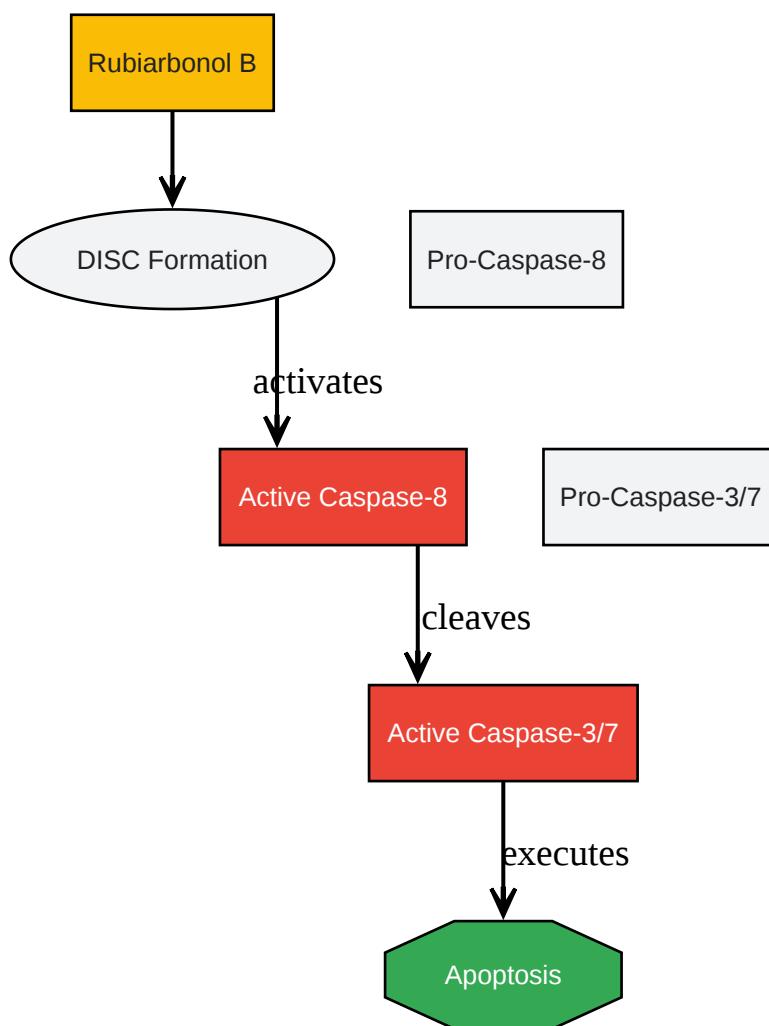 Rubiarbonol B
DISC Formation
Pro-Caspase-8
activates
Active Caspase-8
Pro-Caspase-3/7
cleaves
Active Caspase-3/7
executes
Apoptosis